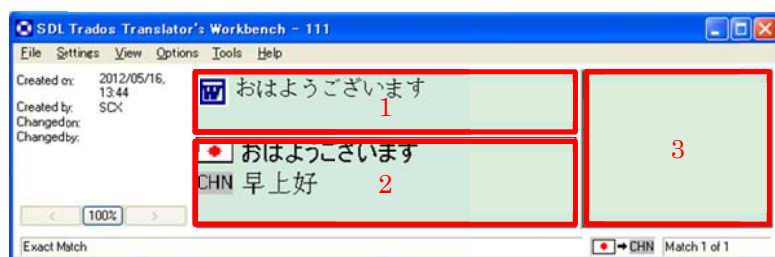 SDL Trados Translator's Workbench - 111
File Settings View Options Tools Help
Created on: 2012/05/16, 13:44
Created by: SCX
Changed on:
Changed by:
< 100% >
おはようございます
1
おはようございます
CHN 早上好
2
3
Exact Match
CHN Match 1 of 1